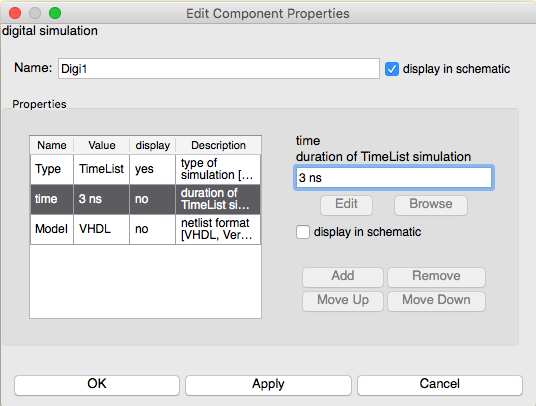 Edit Component Properties
digital simulation
Name: Digi1 display in schematic
Properties
Name Value display Description
Type TimeList yes type of
simulation [...
time 3 ns no duration of
TimeList si...
Model VHDL no netlist format
[VHDL, Ver...
time
duration of TimeList simulation
3 ns
Edit Browse
display in schematic
Add Remove
Move Up Move Down
OK Apply Cancel